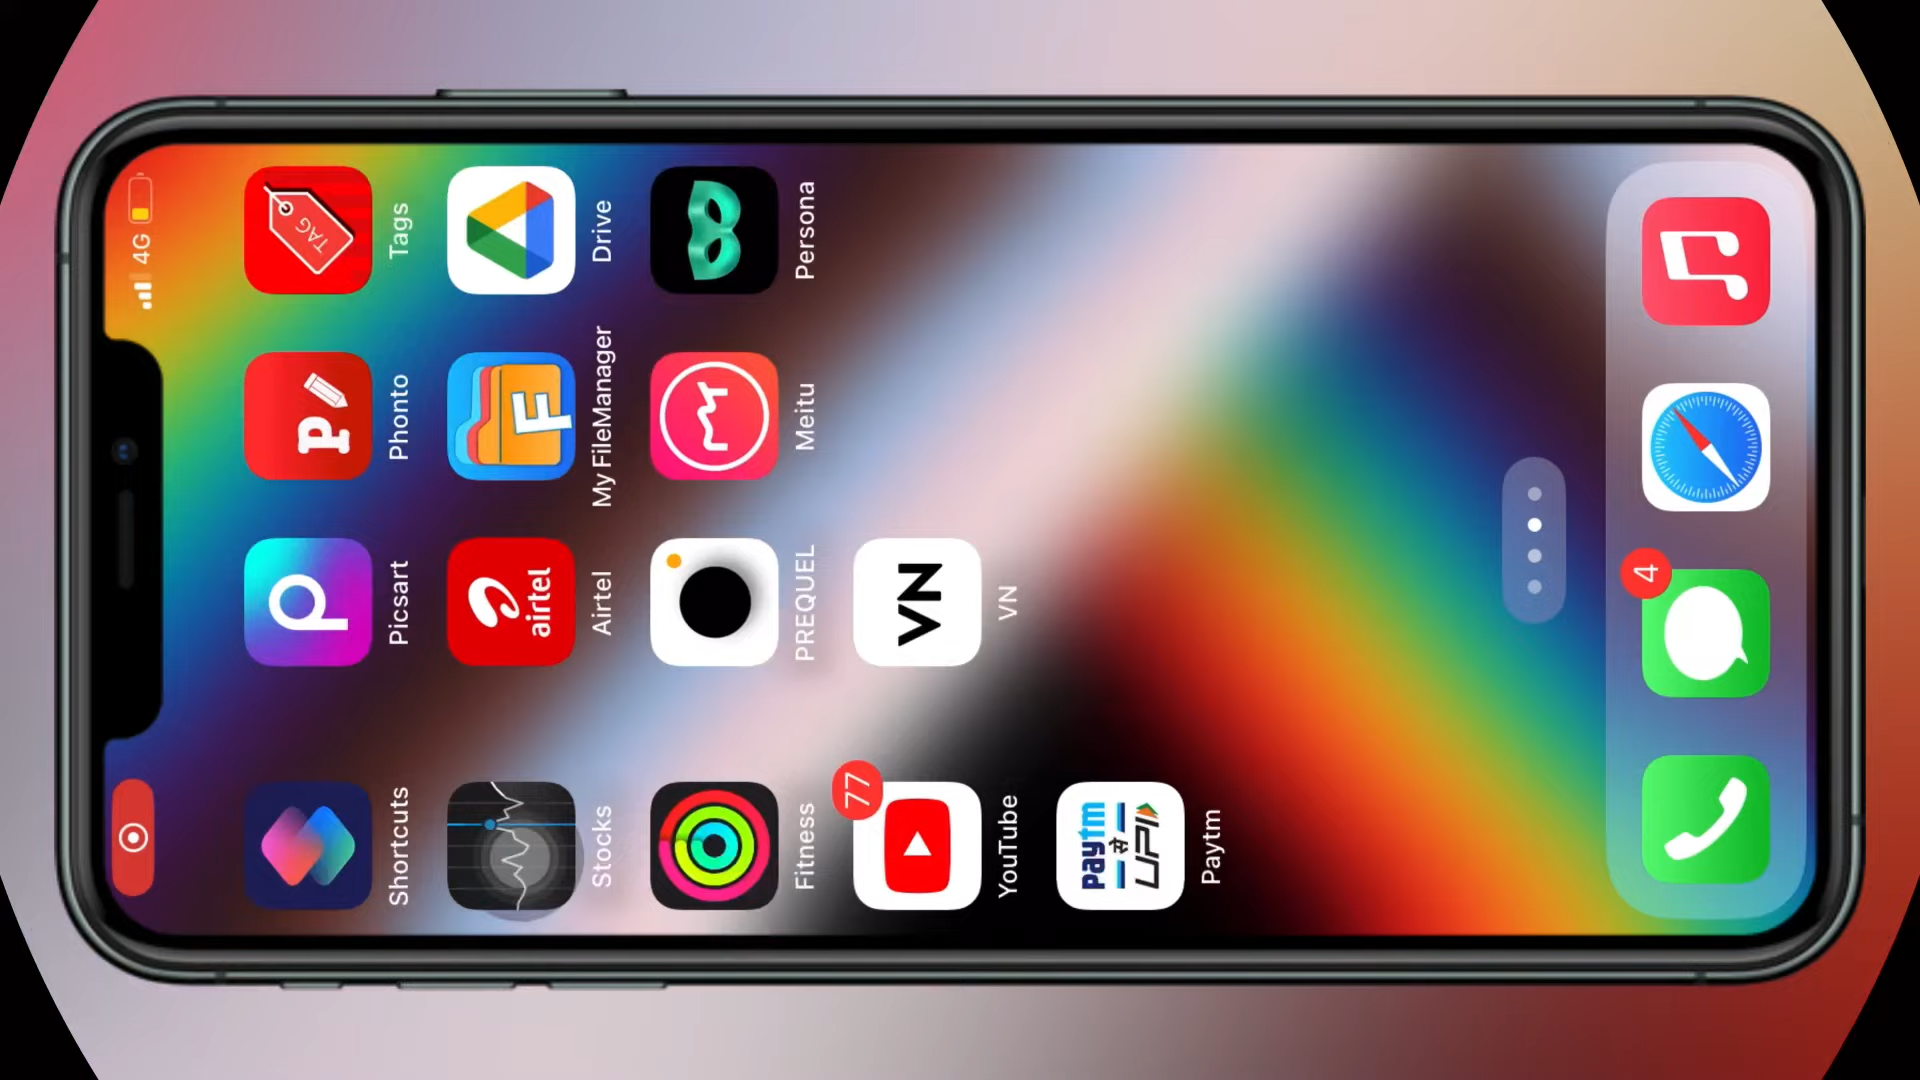 4G
TAG
Shortcuts Picsart Phonto Tags
airtel
F
Stocks Airtel My FileManager Drive
Fitness PREQUEL Meitu Persona
77
VN
YouTube VN
paytm
से
UPI
Paytm
4